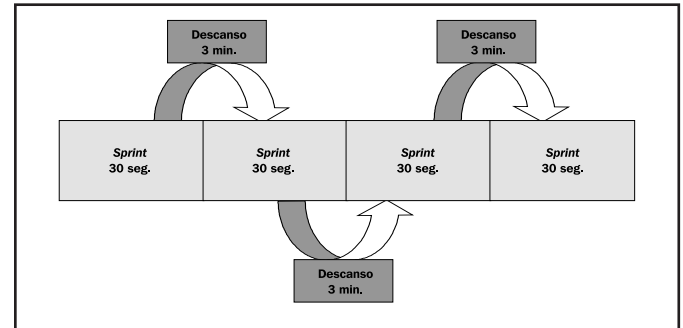 Descanso
3 min.
Descanso
3 min.
Sprint
30 seg.
Sprint
30 seg.
Sprint
30 seg.
Sprint
30 seg.
Descanso
3 min.